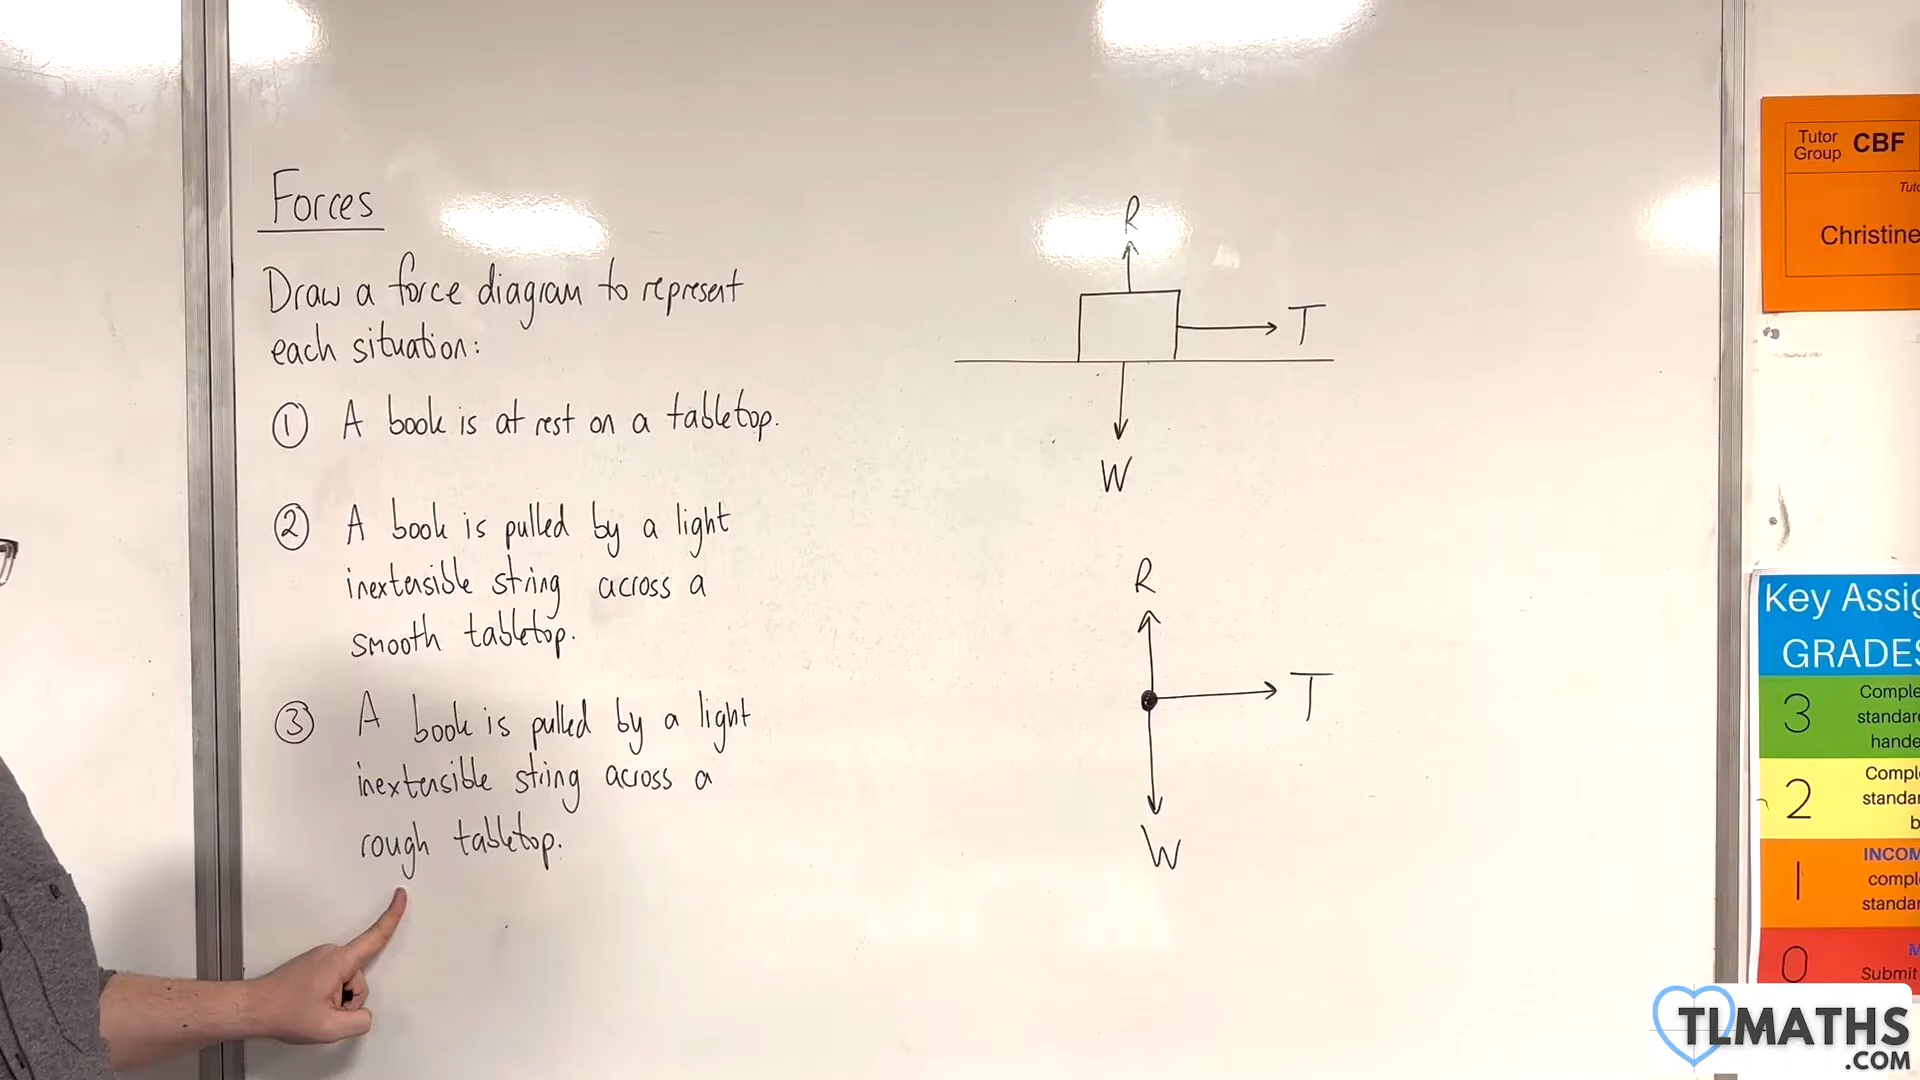 Forces
Draw a force diagram to represent
each situation:
① A book is at rest on a tabletop.
② A book is pulled by a light
inextensible string across a
smooth tabletop.
③ A book is pulled by a light
inextensible string across a
rough tabletop.
R
T
W
R
T
W
Tutor
Group CBF
Christine
Key Assig
GRADES
3
Comple
standar
hande
2
Compl
standa
b
1
INCOM
compl
standa
0
M
Submit
TLMATHS
.COM